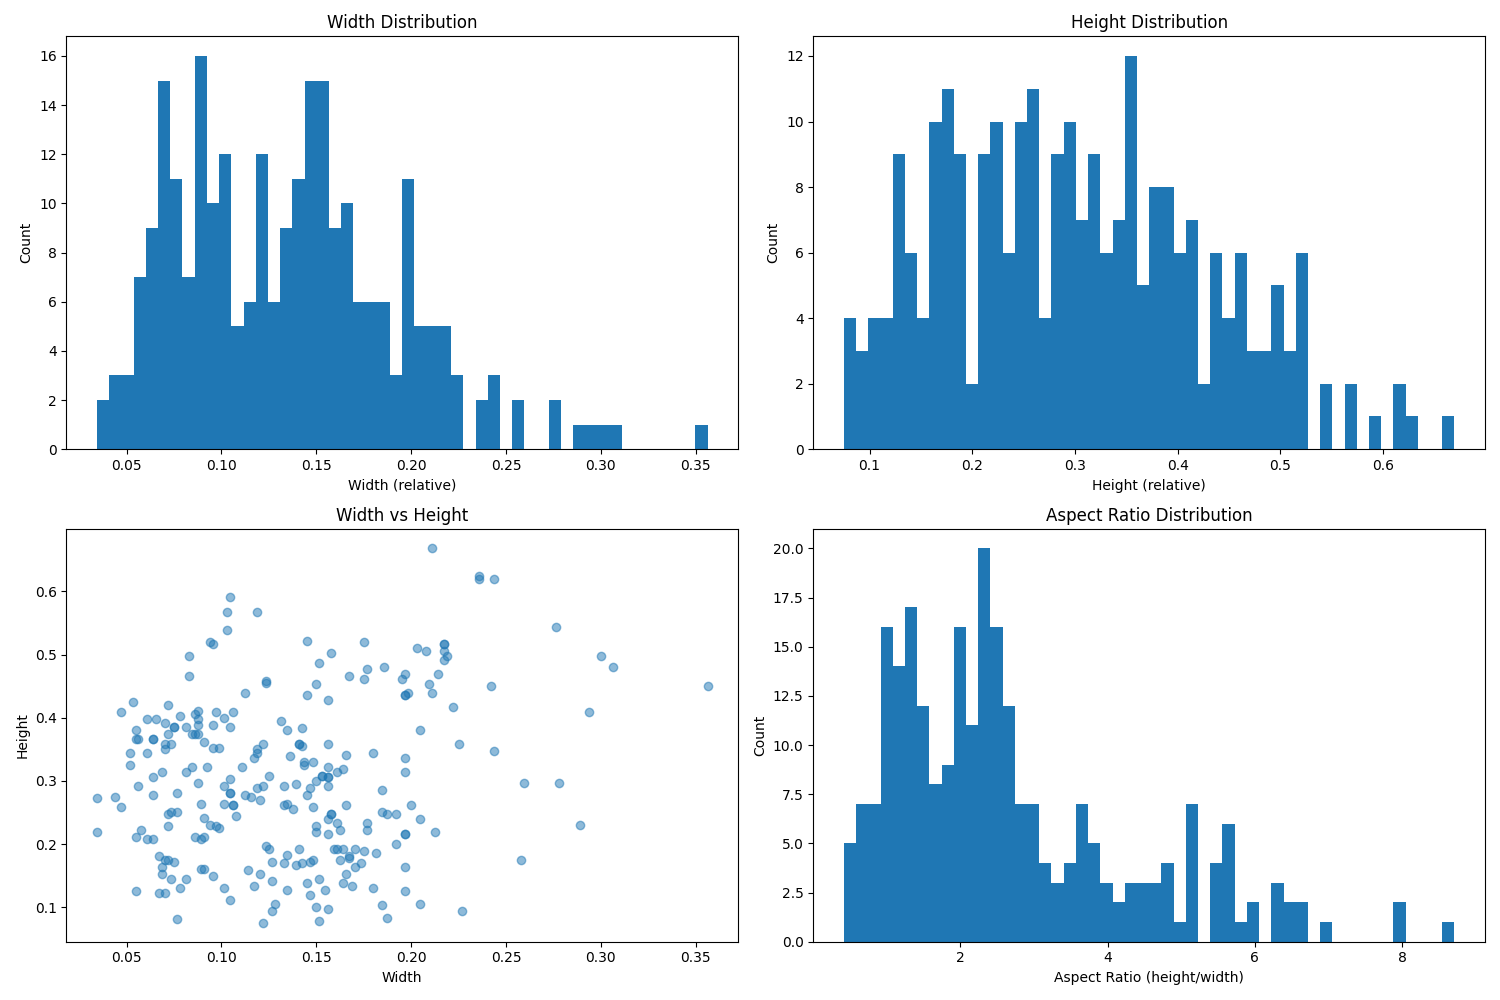 Width Distribution
16
14
12
10
8
6
4
2
0
Count
0.05 0.10 0.15 0.20 0.25 0.30 0.35
Width (relative)
Height Distribution
12
10
8
6
4
2
0
Count
0.1 0.2 0.3 0.4 0.5 0.6
Height (relative)
Width vs Height
0.6
0.5
0.4
0.3
0.2
0.1
Height
0.05 0.10 0.15 0.20 0.25 0.30 0.35
Width
Aspect Ratio Distribution
20.0
17.5
15.0
12.5
10.0
7.5
5.0
2.5
0.0
Count
2 4 6 8
Aspect Ratio (height/width)